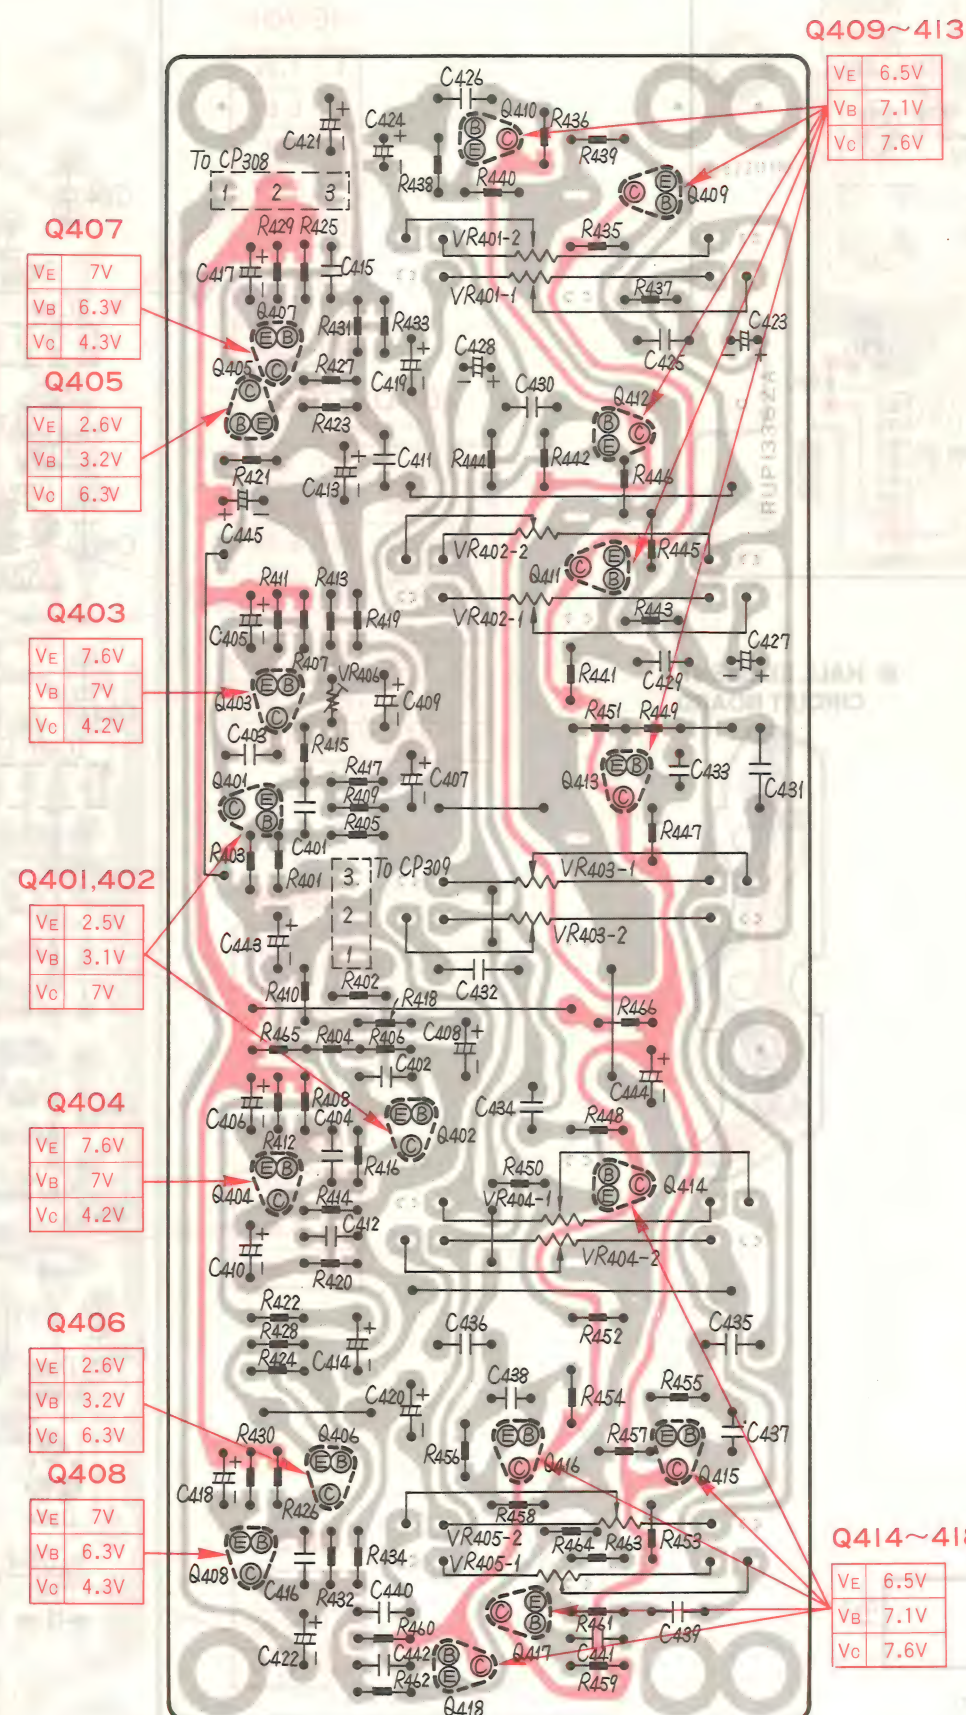 Q409~413
VE 6.5V
VB 7.1V
VC 7.6V
C426
Q410
R436
C424
C421
R439
To CP308
R438
R440
Q409
1 2 3
R429 R425
VR401-2
R435
Q407
VE 7V
VB 6.3V
VC 4.3V
C417
C415
VR401-1
R437
Q407
R431
R433
C423
C425
C428
Q405
R427
C419
C430
Q412
Q405
VE 2.6V
VB 3.2V
VC 6.3V
R423
R421
C413
C411
R444
R442
R446
RUP13332A
C445
VR402-2
R445
Q411
R411
R413
VR402-1
R443
Q403
VE 7.6V
VB 7V
VC 4.2V
C405
R419
C427
R407
VR406
R441
C429
Q403
C409
R451
R449
C403
R415
Q401
R417
C407
Q413
C433
C431
R409
R405
R447
R403
C401
R401
3
2
1
To CP309
VR403-1
Q401,402
VE 2.5V
VB 3.1V
VC 7V
C443
VR403-2
R410
R402
C432
R418
R466
R465
R404
R406
C408
C402
C444
Q404
VE 7.6V
VB 7V
VC 4.2V
C406
R408
C404
C434
R448
Q402
R412
R416
R450
Q414
Q404
R414
VR404-1
C412
C410
R420
VR404-2
R422
R428
R424
C414
C436
R452
C435
Q406
VE 2.6V
VB 3.2V
VC 6.3V
C438
R455
C420
R454
C437
R430
Q406
R456
R457
Q416
Q415
Q408
VE 7V
VB 6.3V
VC 4.3V
C418
R426
R458
VR405-2
R464
R463
R453
Q408
C416
R432
R434
VR405-1
C440
Q414~418
VE 6.5V
VB 7.1V
VC 7.6V
C422
R460
C442
R462
Q417
R461
C441
R459
C439
Q418